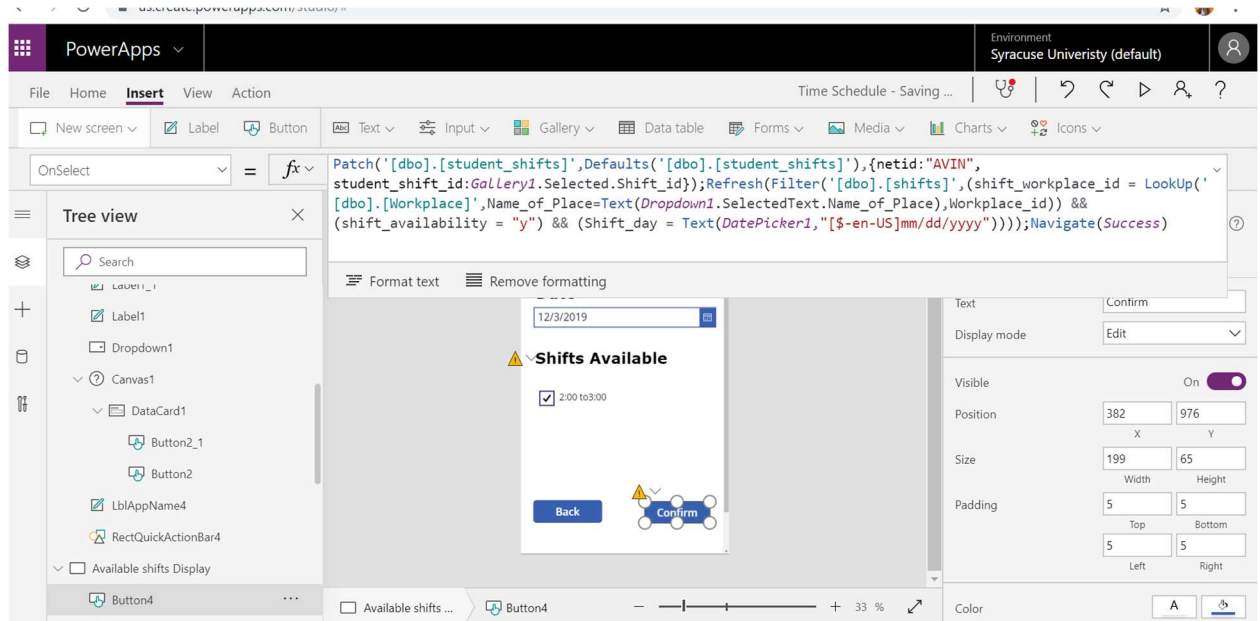 us.create.powerapps.com/studio/#
PowerApps
Environment
Syracuse Univeristy (default)
File Home Insert View Action
Time Schedule - Saving ...
New screen Label Button Text Input Gallery Data table Forms Media Charts Icons
OnSelect = fx
Patch('[dbo].[student_shifts]',Defaults('[dbo].[student_shifts]'),{netid:"AVIN",
student_shift_id:Gallery1.Selected.Shift_id});Refresh(Filter('[dbo].[shifts]',(shift_workplace_id = LookUp('
[dbo].[Workplace]',Name_of_Place=Text(Dropdown1.SelectedText.Name_of_Place),Workplace_id)) &&
(shift_availability = "y") && (Shift_day = Text(DatePicker1,"[$-en-US]mm/dd/yyyy"))));Navigate(Success)
Format text Remove formatting
Tree view
Search
Label1_1
Label1
Dropdown1
Canvas1
DataCard1
Button2_1
Button2
LblAppName4
RectQuickActionBar4
Available shifts Display
Button4 ...
Date
12/3/2019
Shifts Available
2:00 to3:00
Back Confirm
Available shifts ... Button4 33 %
Text Confirm
Display mode Edit
Visible On
Position 382 976
X Y
Size 199 65
Width Height
Padding 5 5
Top Bottom
5 5
Left Right
Color A